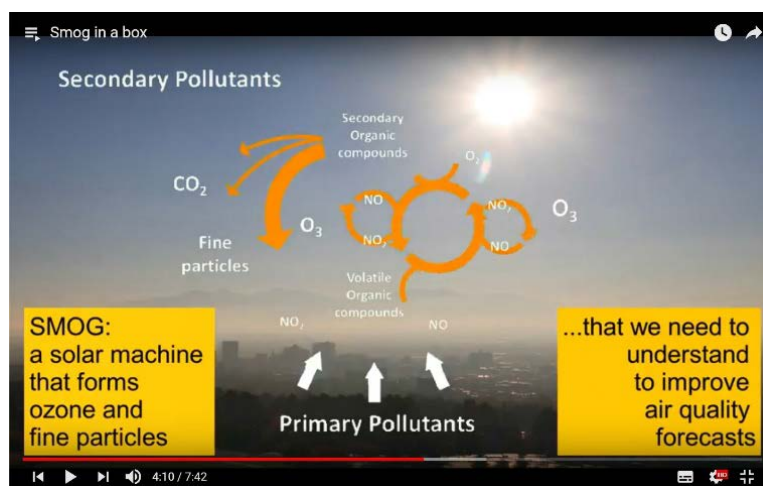 Smog in a box
Secondary Pollutants
Secondary
Organic
compounds
O₂
CO₂
NO
NO₂
O₃
O₃
NO₂
NO
Fine
particles
Volatile
Organic
compounds
NO₂
NO
SMOG:
a solar machine
that forms
ozone and
fine particles
...that we need to
understand
to improve
air quality
forecasts
Primary Pollutants
4:10 / 7:42